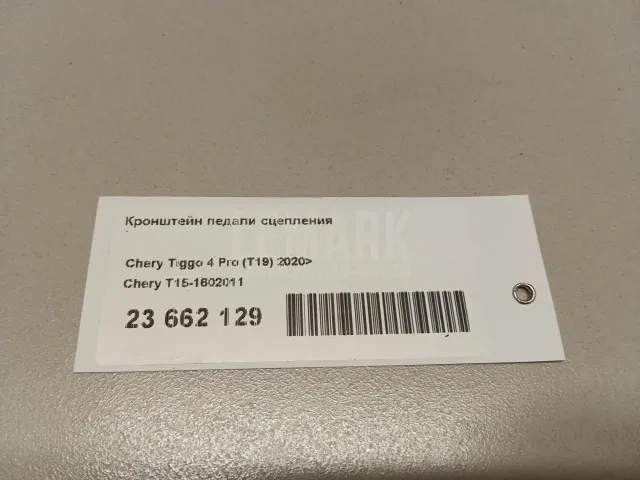 Кронштейн педали сцепления
Chery Tiggo 4 Pro (T19) 2020>
Chery T15-1602011
23 662 129